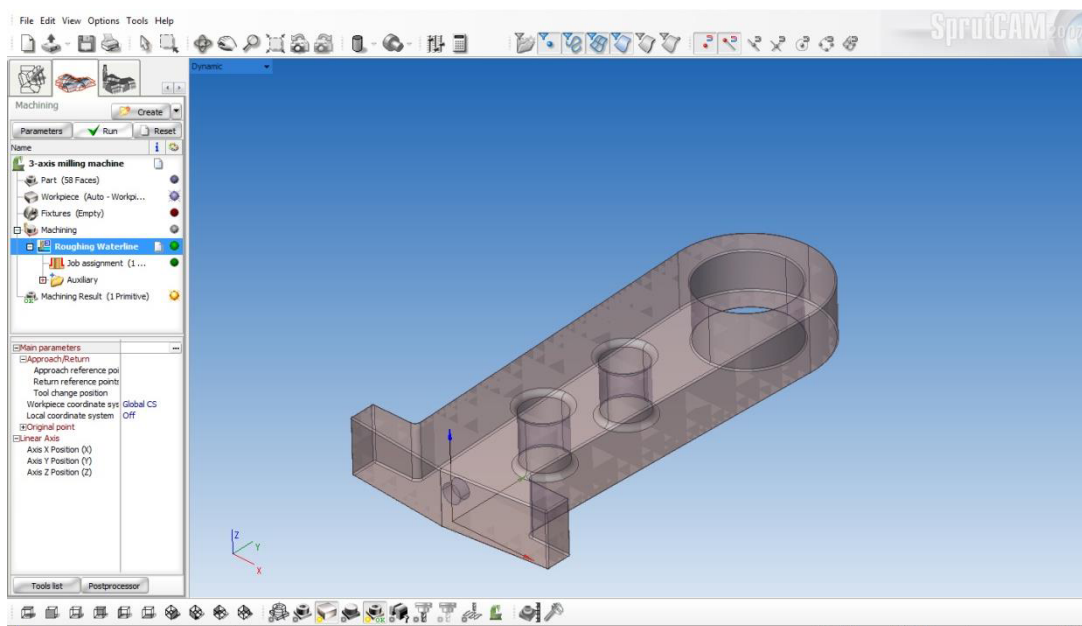 File Edit View Options Tools Help
SprutCAM 2007
Dynamic
Machining
Create
Parameters
Run
Reset
Name
3-axis milling machine
Part (58 Faces)
Workpiece (Auto - Workpi...
Fixtures (Empty)
Machining
Roughing Waterline
Job assignment (1 ...
Auxiliary
Machining Result (1 Primitive)
Main parameters
Approach/Return
Approach reference poi
Return reference points
Tool change position
Workpiece coordinate sys Global CS
Local coordinate system Off
Original point
Linear Axis
Axis X Position (X)
Axis Y Position (Y)
Axis Z Position (Z)
Z
Y
X
Tools list
Postprocessor